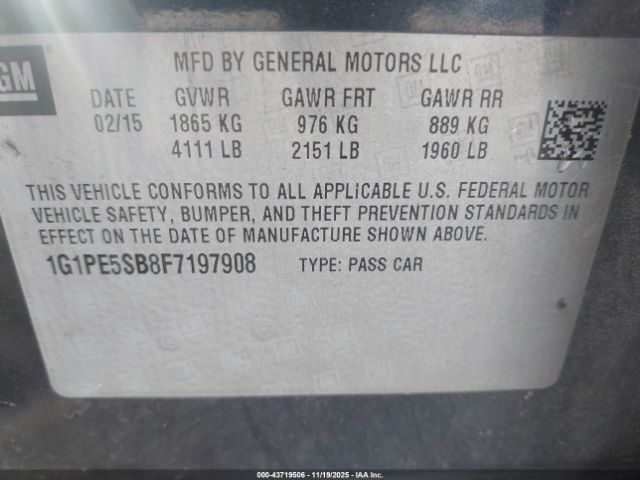 GM
MFD BY GENERAL MOTORS LLC
DATE GVWR GAWR FRT GAWR RR
02/15 1865 KG 976 KG 889 KG
4111 LB 2151 LB 1960 LB
THIS VEHICLE CONFORMS TO ALL APPLICABLE U.S. FEDERAL MOTOR
VEHICLE SAFETY, BUMPER, AND THEFT PREVENTION STANDARDS IN
EFFECT ON THE DATE OF MANUFACTURE SHOWN ABOVE.
1G1PE5SB8F7197908 TYPE: PASS CAR
000-43719506 - 11/19/2025 - IAA Inc.